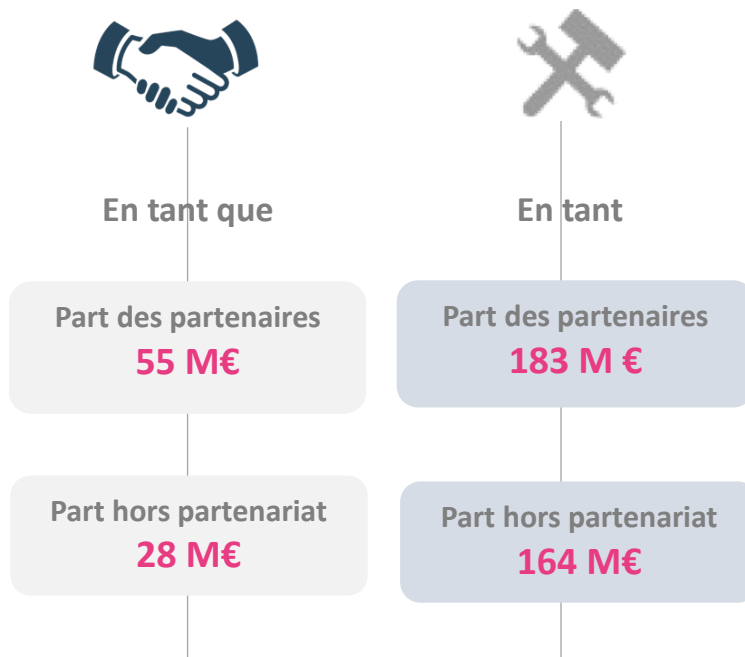 En tant que
Part des partenaires
55 M€
Part hors partenariat
28 M€
En tant
Part des partenaires
183 M €
Part hors partenariat
164 M€